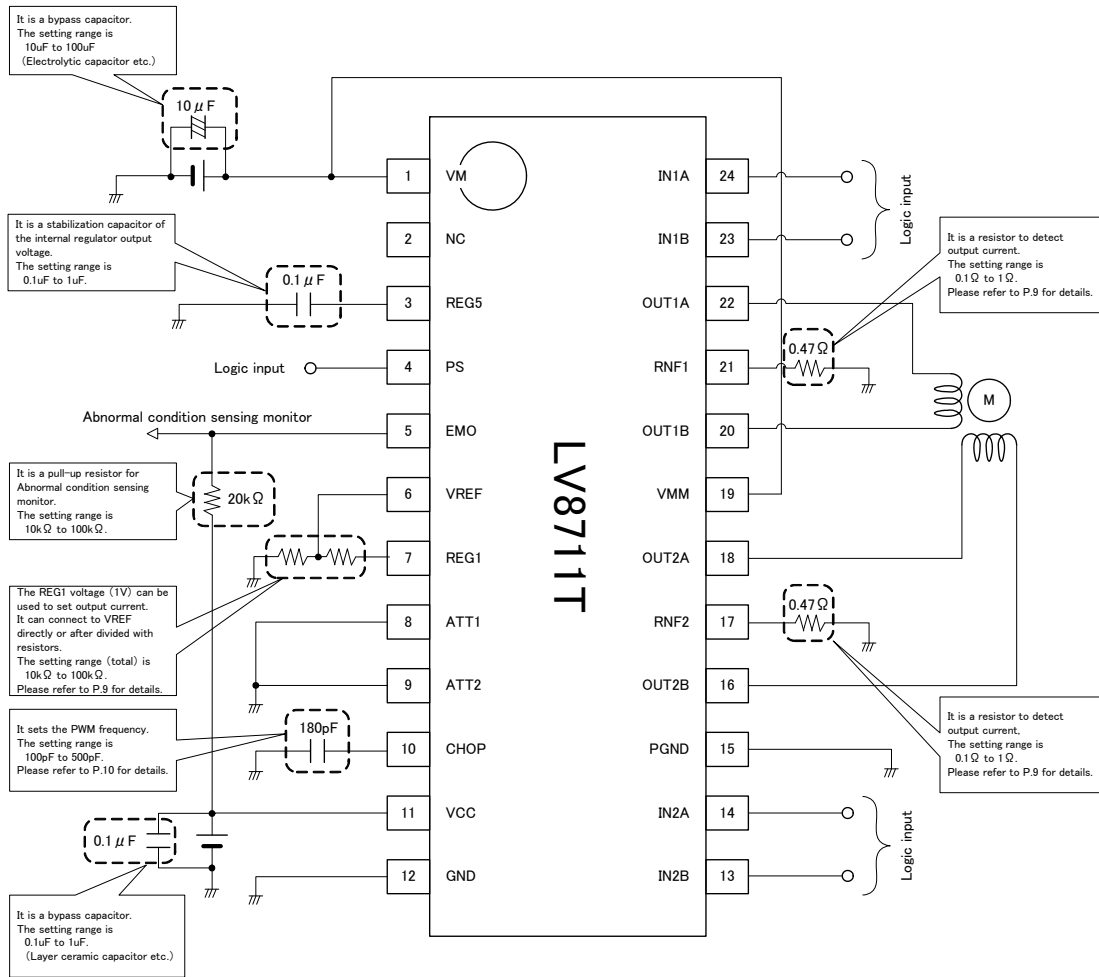 It is a bypass capacitor.
The setting range is
10uF to 100uF
(Electrolytic capacitor etc.)
10μF
It is a stabilization capacitor of
the internal regulator output
voltage.
The setting range is
0.1uF to 1uF.
0.1μF
Logic input
Abnormal condition sensing monitor
It is a pull-up resistor for
Abnormal condition sensing
monitor.
The setting range is
10kΩ to 100kΩ.
20kΩ
The REG1 voltage (1V) can be
used to set output current.
It can connect to VREF
directly or after divided with
resistors.
The setting range (total) is
10kΩ to 100kΩ.
Please refer to P.9 for details.
It sets the PWM frequency.
The setting range is
100pF to 500pF.
Please refer to P.10 for details.
180pF
0.1μF
It is a bypass capacitor.
The setting range is
0.1uF to 1uF.
(Layer ceramic capacitor etc.)
1 VM
2 NC
3 REG5
4 PS
5 EMO
6 VREF
7 REG1
8 ATT1
9 ATT2
10 CHOP
11 VCC
12 GND
LV8711T
IN1A 24
IN1B 23
OUT1A 22
RNF1 21
OUT1B 20
VMM 19
OUT2A 18
RNF2 17
OUT2B 16
PGND 15
IN2A 14
IN2B 13
Logic input
It is a resistor to detect
output current.
The setting range is
0.1Ω to 1Ω.
Please refer to P.9 for details.
0.47Ω
M
0.47Ω
It is a resistor to detect
output current,
The setting range is
0.1Ω to 1Ω.
Please refer to P.9 for details.
Logic input